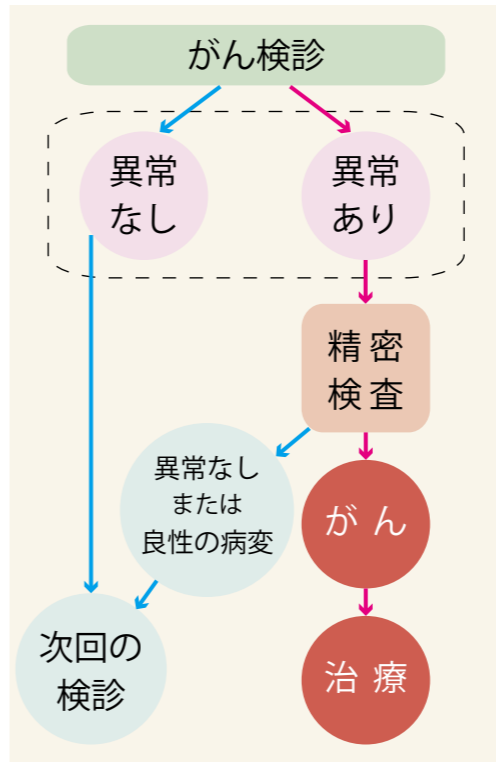 がん検診
異常
なし
異常
あり
精密
検査
異常なし
または
良性の病変
がん
次回の
検診
治療